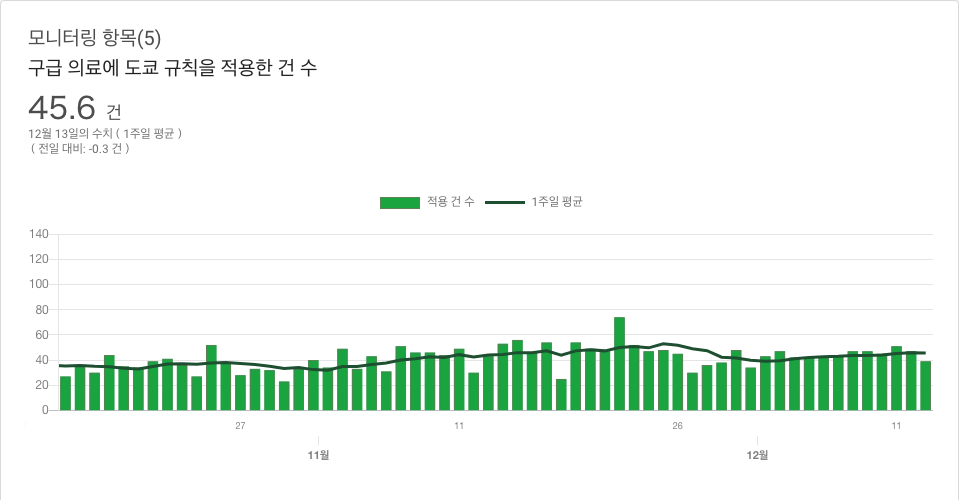 모니터링 항목(5)
구급 의료에 도쿄 규칙을 적용한 건 수
45.6 건
12월 13일의 수치 ( 1주일 평균 )
( 전일 대비: -0.3 건 )
적용 건 수 1주일 평균
140
120
100
80
60
40
20
0
27 11 26 11
11월 12월